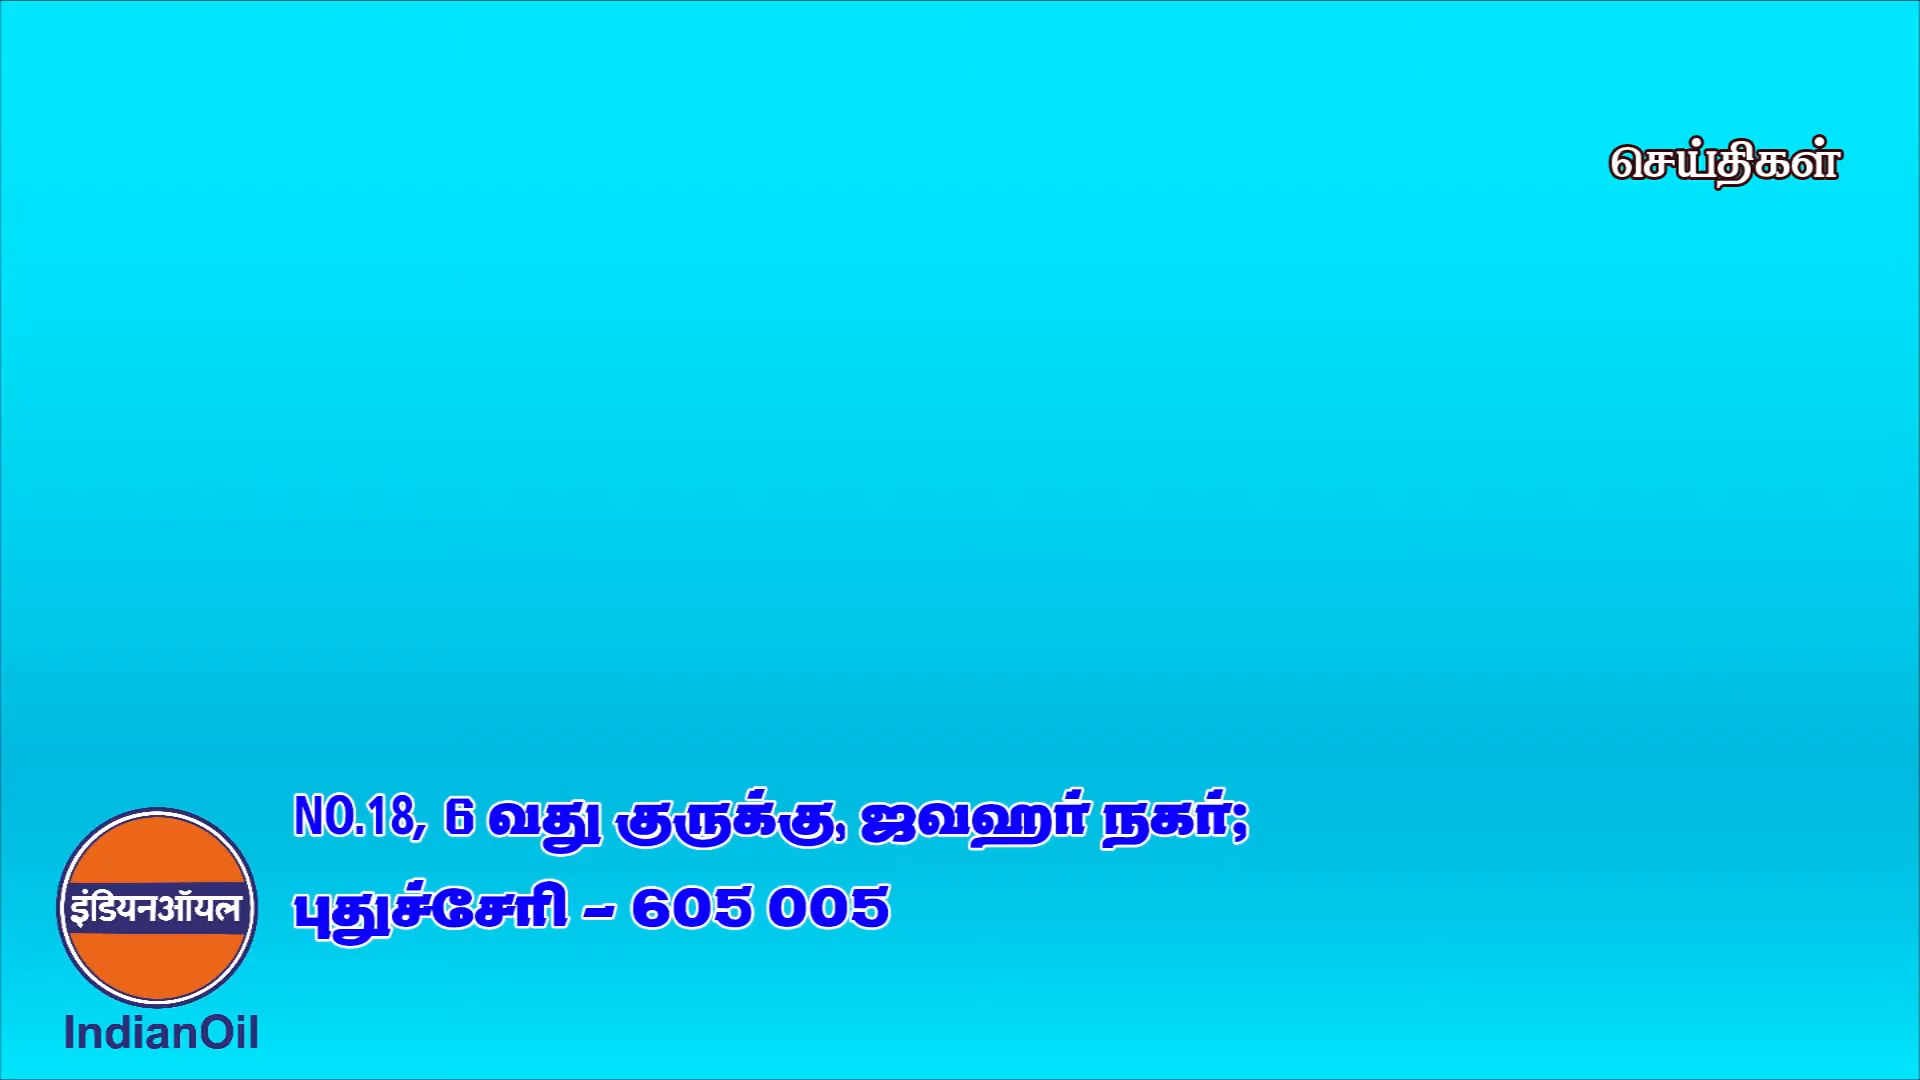 செய்திகள்
NO.18, 6 வது குருக்கு, ஜவஹர் நகர்;
புதுச்சேரி – 605 005
इंडियनऑयल
IndianOil